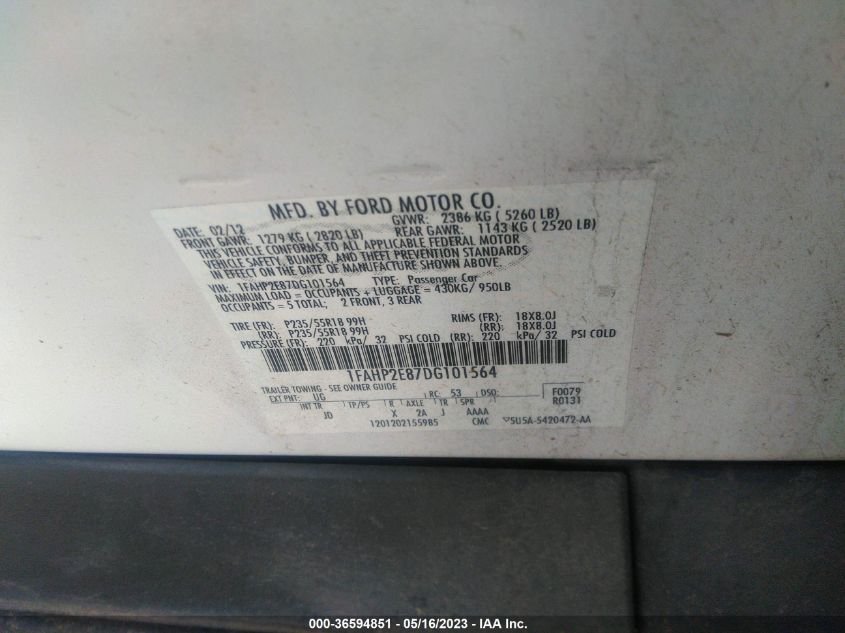 MFD. BY FORD MOTOR CO.
DATE: 02/12 GVWR: 2386 KG ( 5260 LB)
FRONT GAWR: 1279 KG ( 2820 LB) REAR GAWR: 1143 KG ( 2520 LB)
THIS VEHICLE CONFORMS TO ALL APPLICABLE FEDERAL MOTOR
VEHICLE SAFETY, BUMPER, AND THEFT PREVENTION STANDARDS
IN EFFECT ON THE DATE OF MANUFACTURE SHOWN ABOVE.
VIN: 1FAHP2E87DG101564 TYPE: Passenger Car
MAXIMUM LOAD = OCCUPANTS + LUGGAGE = 430KG/ 950LB
OCCUPANTS = 5 TOTAL; 2 FRONT, 3 REAR
TIRE (FR): P235/55R18 99H RIMS (FR): 18X8.0J
(RR): P235/55R18 99H (RR): 18X8.0J
PRESSURE (FR): 220 kPa/ 32 PSI COLD (RR): 220 kPa/ 32 PSI COLD
1FAHP2E87DG101564
TRAILER TOWING - SEE OWNER GUIDE
EXT PNT: UG RC: 53 DSO: F0079
INT TR TP/PS R AXLE TR SPR R0131
JD X 2A J AAAA
1201202155985 CMC 5U5A-5420472-AA
000-36594851 - 05/16/2023 - IAA Inc.